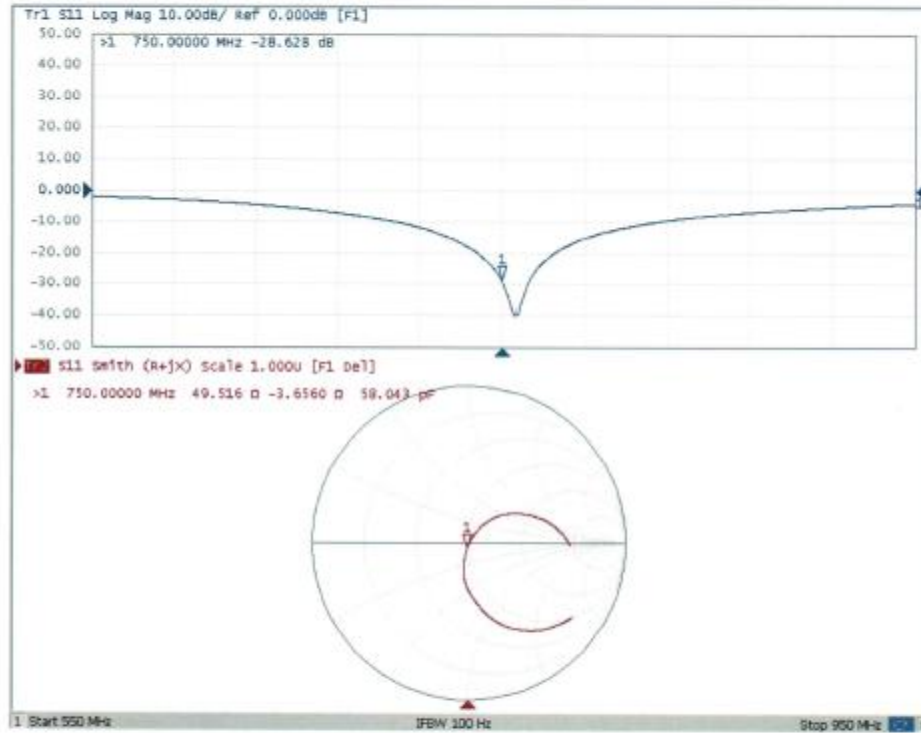 Tr1 S11 Log Mag 10.00dB/ Ref 0.000dB [F1]
50.00
>1 750.00000 MHz -28.628 dB
40.00
30.00
20.00
10.00
0.000
-10.00
-20.00
1
-30.00
-40.00
-50.00
S11 Smith (R+jX) Scale 1.000U [F1 Del]
>1 750.00000 MHz 49.516 Ω -3.6560 Ω 58.043 pF
1
1 Start 550 MHz IFBW 100 Hz Stop 950 MHz